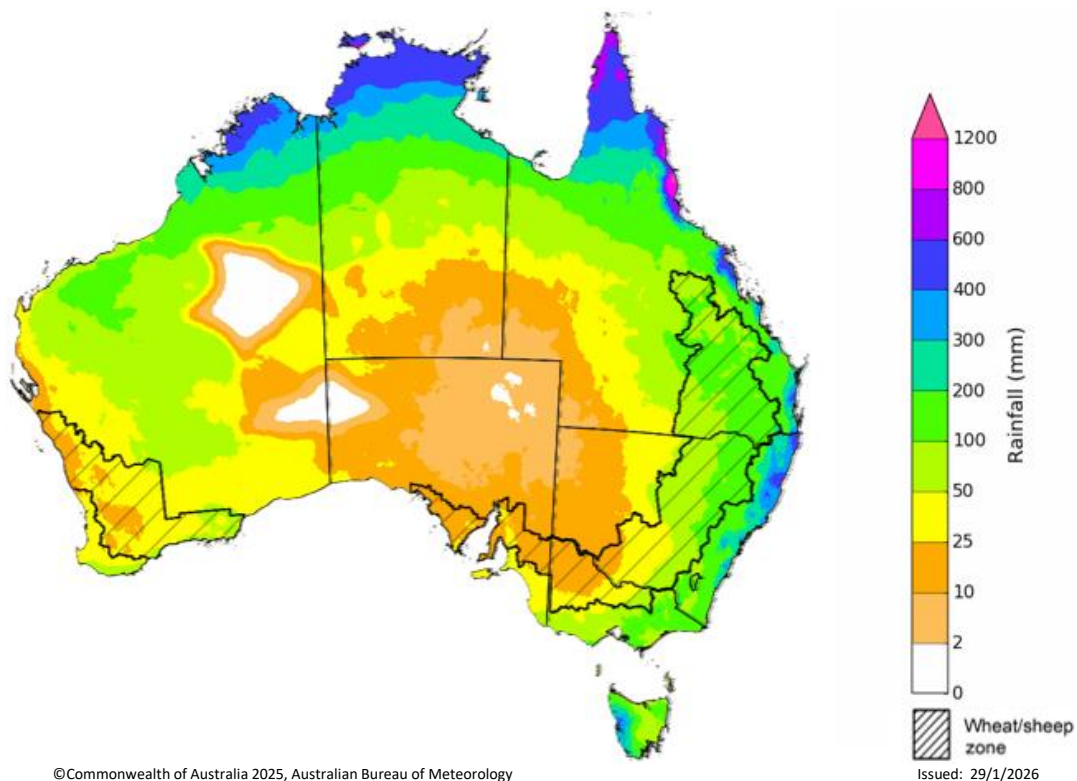 1200
800
600
400
300
200
100
50
25
10
2
0
Rainfall (mm)
Wheat/sheep
zone
©Commonwealth of Australia 2025, Australian Bureau of Meteorology
Issued: 29/1/2026